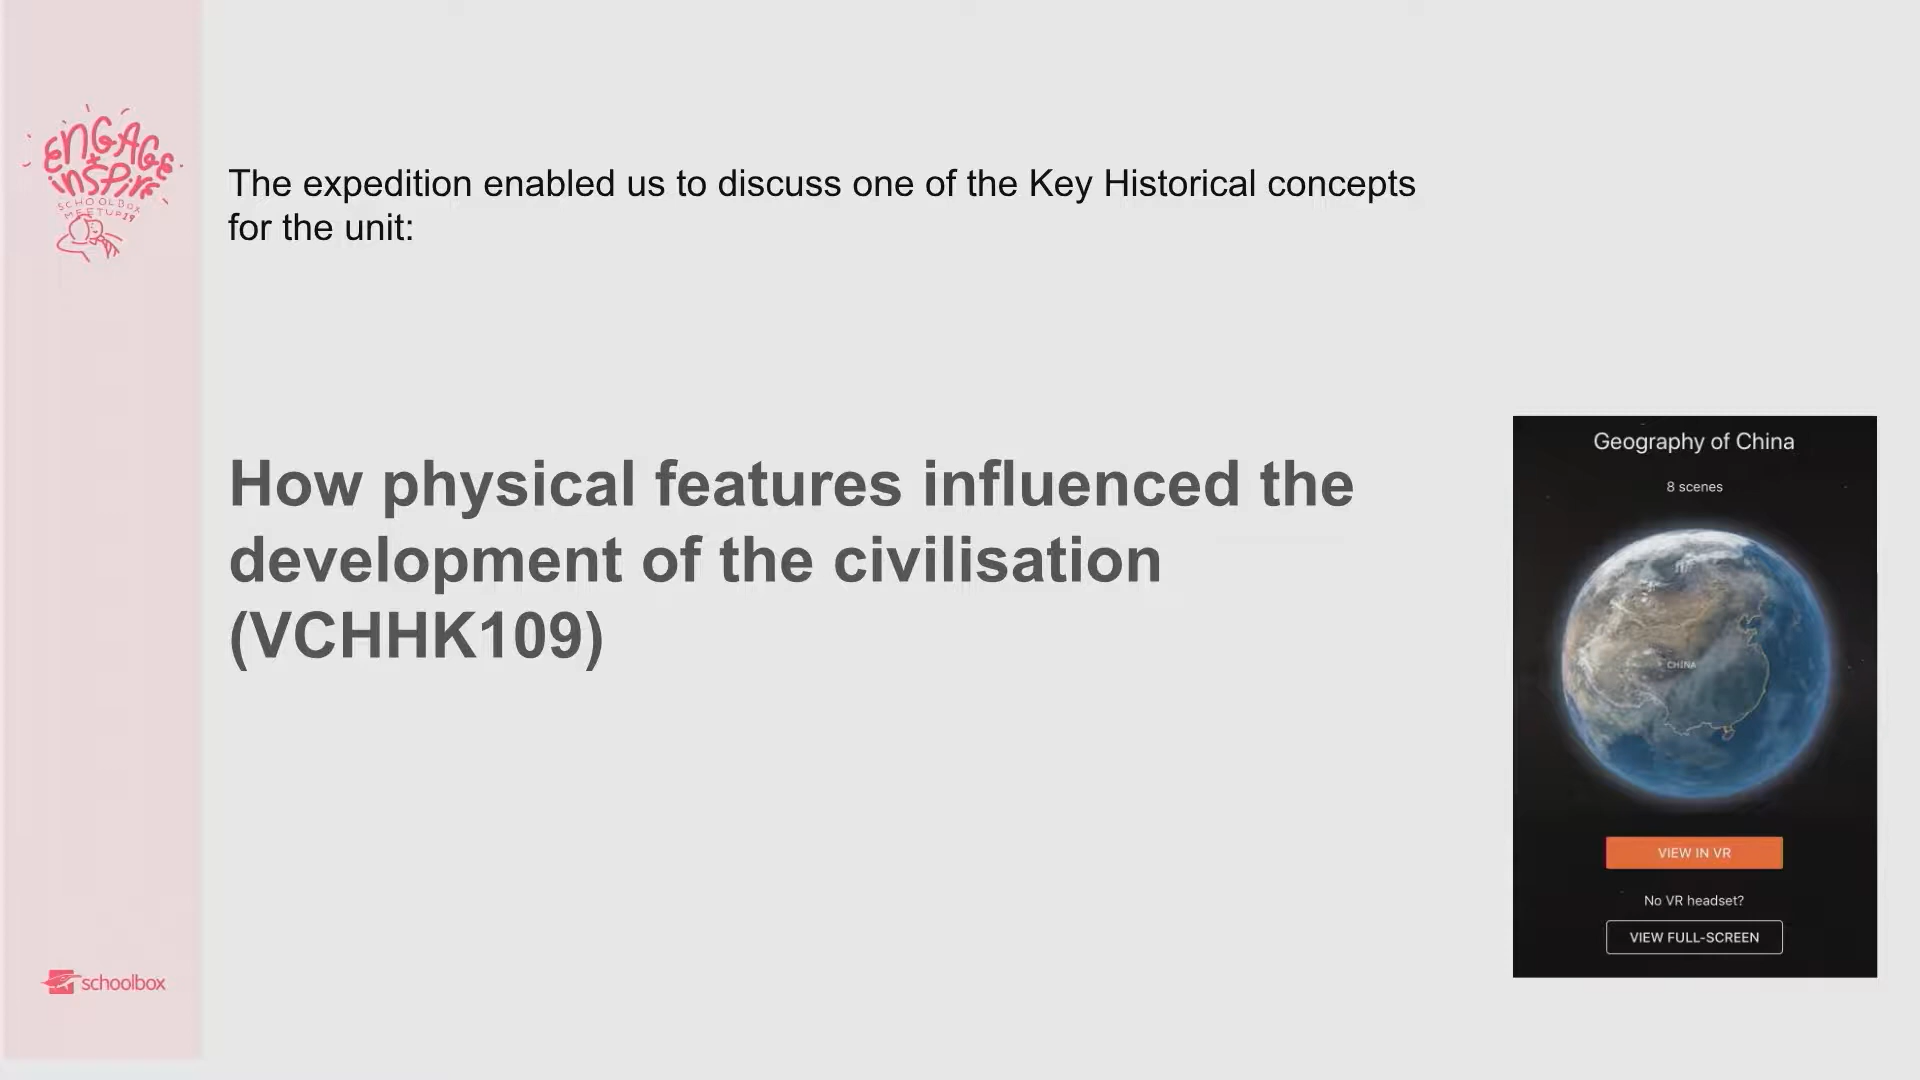 ENGAGE
+
INSPIRE
SCHOOLBOX
MEETUP19
The expedition enabled us to discuss one of the Key Historical concepts
for the unit:
How physical features influenced the
development of the civilisation
(VCHHK109)
Geography of China
8 scenes
CHINA
VIEW IN VR
No VR headset?
VIEW FULL-SCREEN
schoolbox